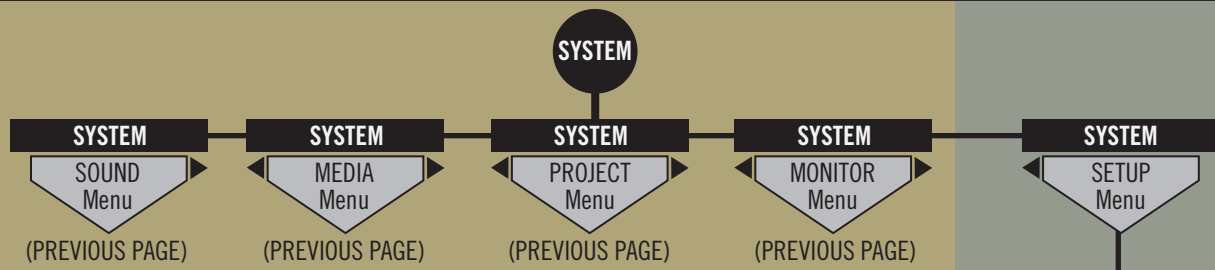 SYSTEM
SYSTEM SYSTEM SYSTEM SYSTEM SYSTEM
SOUND MEDIA PROJECT MONITOR SETUP
Menu Menu Menu Menu Menu
(PREVIOUS PAGE) (PREVIOUS PAGE) (PREVIOUS PAGE) (PREVIOUS PAGE)